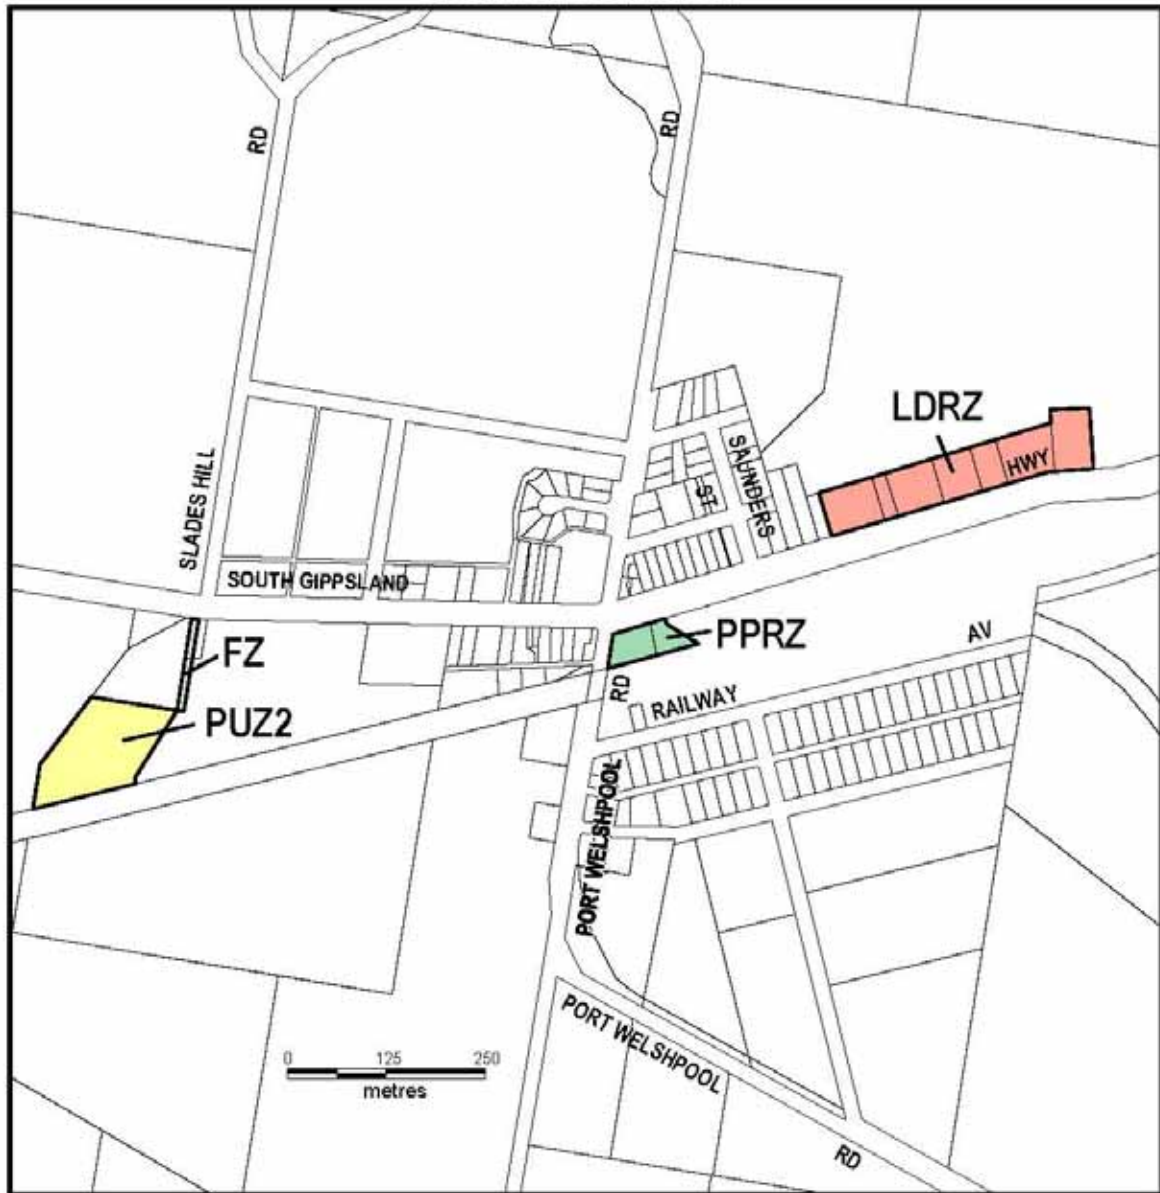 RD
RD
LDRZ
SAUNDERS
ST
HWY
SLADES HILL
SOUTH GIPPSLAND
FZ
PPRZ
AV
RD
RAILWAY
PUZ2
PORT WELSHPOOL
0 125 250
metres
PORT WELSHPOOL
RD